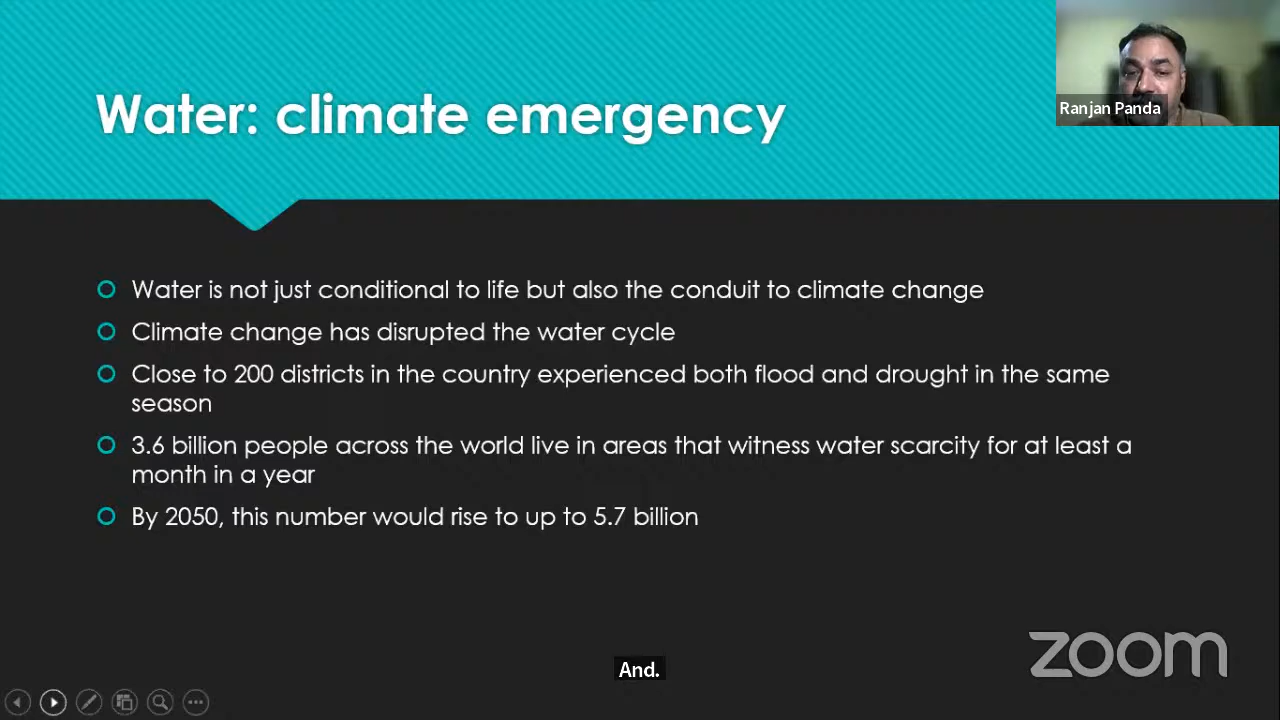 Water: climate emergency
Ranjan Panda
Water is not just conditional to life but also the conduit to climate change
Climate change has disrupted the water cycle
Close to 200 districts in the country experienced both flood and drought in the same
season
3.6 billion people across the world live in areas that witness water scarcity for at least a
month in a year
By 2050, this number would rise to up to 5.7 billion
zoom
And.